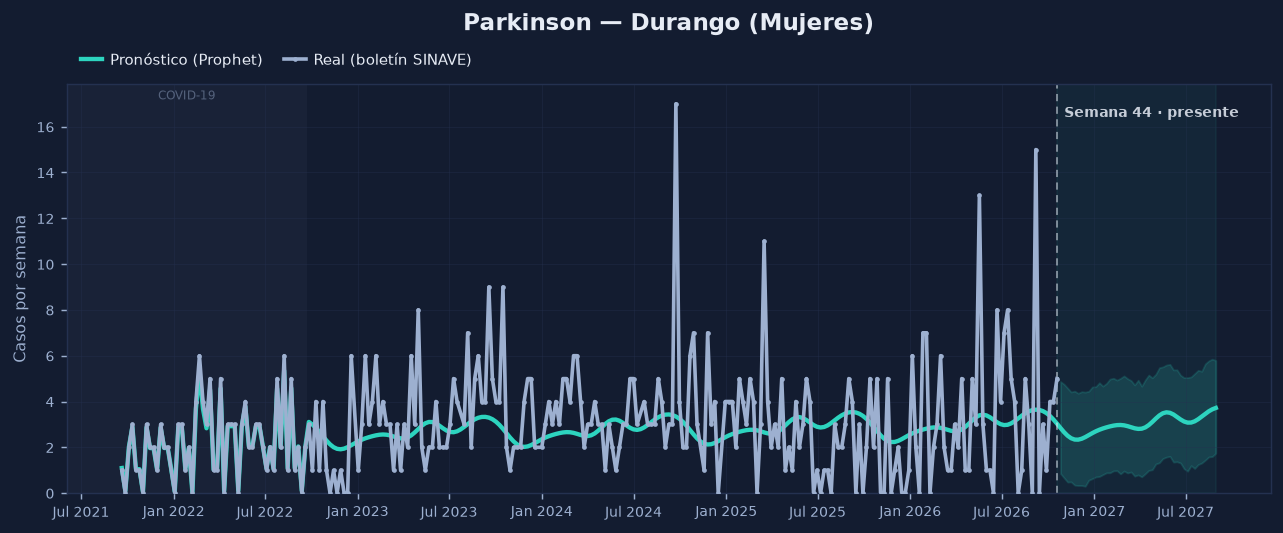 Parkinson — Durango (Mujeres)
Pronóstico (Prophet)
Real (boletín SINAVE)
COVID-19
Semana 44 · presente
Casos por semana
16
14
12
10
8
6
4
2
0
Jul 2021
Jan 2022
Jul 2022
Jan 2023
Jul 2023
Jan 2024
Jul 2024
Jan 2025
Jul 2025
Jan 2026
Jul 2026
Jan 2027
Jul 2027